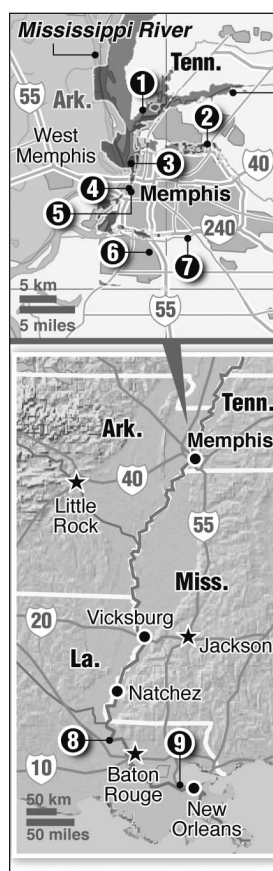 Mississippi River
Tenn.
1
55
Ark.
2
West
Memphis
3
40
4
Memphis
5
240
6
7
5 km
5 miles
55
Tenn.
Ark.
Memphis
40
Little
Rock
55
Miss.
20
Vicksburg
Jackson
La.
Natchez
8
9
10
Baton
Rouge
50 km
50 miles
New
Orleans